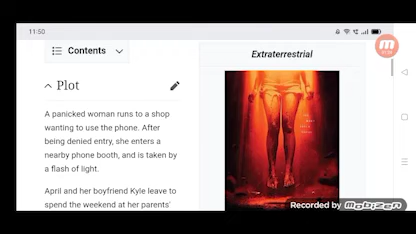 11:50
Contents
Extraterrestrial
Plot
A panicked woman runs to a shop
wanting to use the phone. After
being denied entry, she enters a
nearby phone booth, and is taken by
a flash of light.
April and her boyfriend Kyle leave to
spend the weekend at her parents'
Recorded by Mobizen